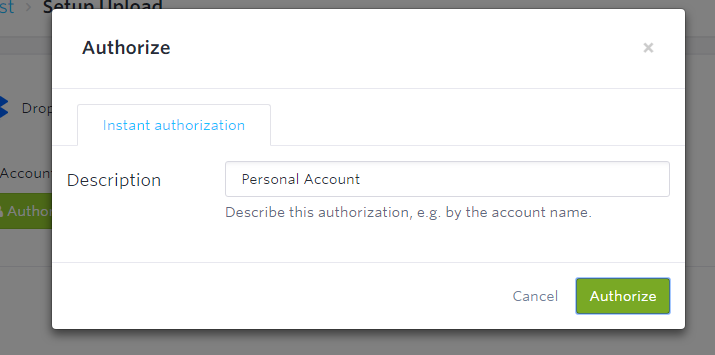 st › Setup Upload
Authorize
×
Drop
Instant authorization
Account
Description
Personal Account
Author
Describe this authorization, e.g. by the account name.
Cancel
Authorize